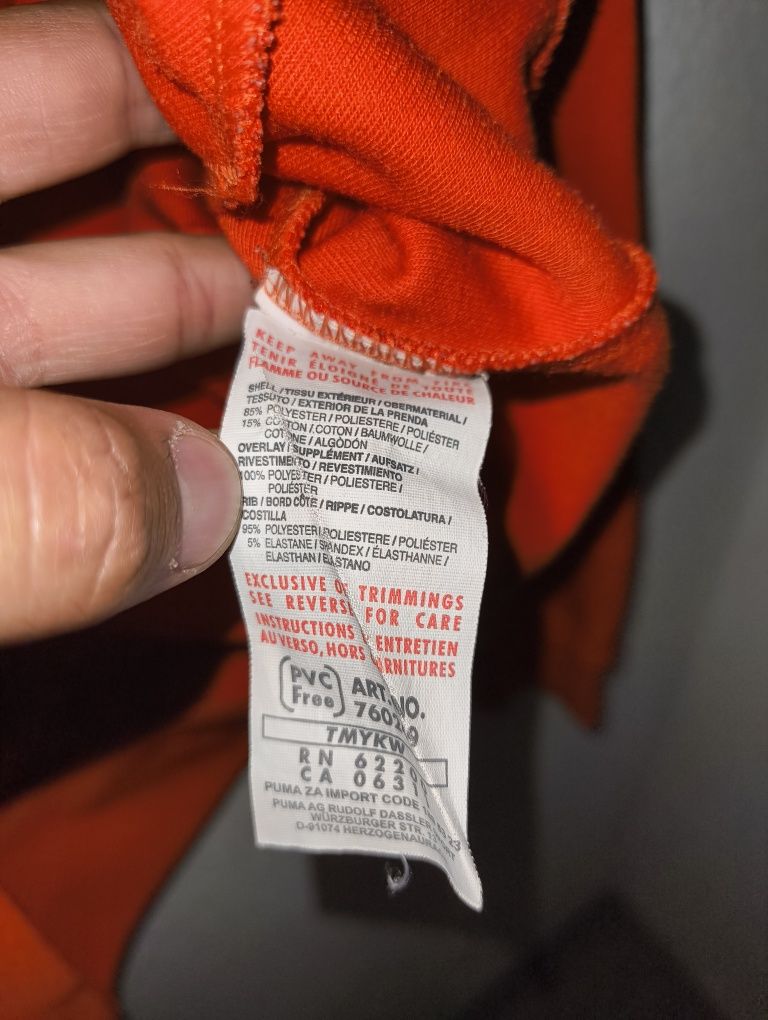 KEEP AWAY FROM FIRE
TENIR ÉLOIGNÉ DE TOUTE
FLAMME OU SOURCE DE CHALEUR
SHELL / TISSU EXTÉRIEUR / OBERMATERIAL /
TESSUTO / EXTERIOR DE LA PRENDA
85% POLYESTER / POLIESTERE / POLIÉSTER
15% COTTON / COTON / BAUMWOLLE /
COTONE / ALGÒDÓN
OVERLAY / SUPPLÉMENT / AUFSATZ /
RIVESTIMENTO / REVESTIMIENTO
100% POLYESTER / POLIESTERE /
POLIÉSTER
RIB / BORD CÔTE / RIPPE / COSTOLATURA /
COSTILLA
95% POLYESTER / POLIESTERE / POLIÉSTER
5% ELASTANE / SPANDEX / ÉLASTHANNE /
ELASTHAN / ELASTANO
EXCLUSIVE OF TRIMMINGS
SEE REVERSE FOR CARE
INSTRUCTIONS ENTRETIEN
AU VERSO, HORS GARNITURES
PVC
Free
ART. NO.
TMYKW
RN
CA
PUMA ZA IMPORT CODE
PUMA AG RUDOLF DASSLER
WÜRZBURGER STR.
D-91074 HERZOGENAURACH